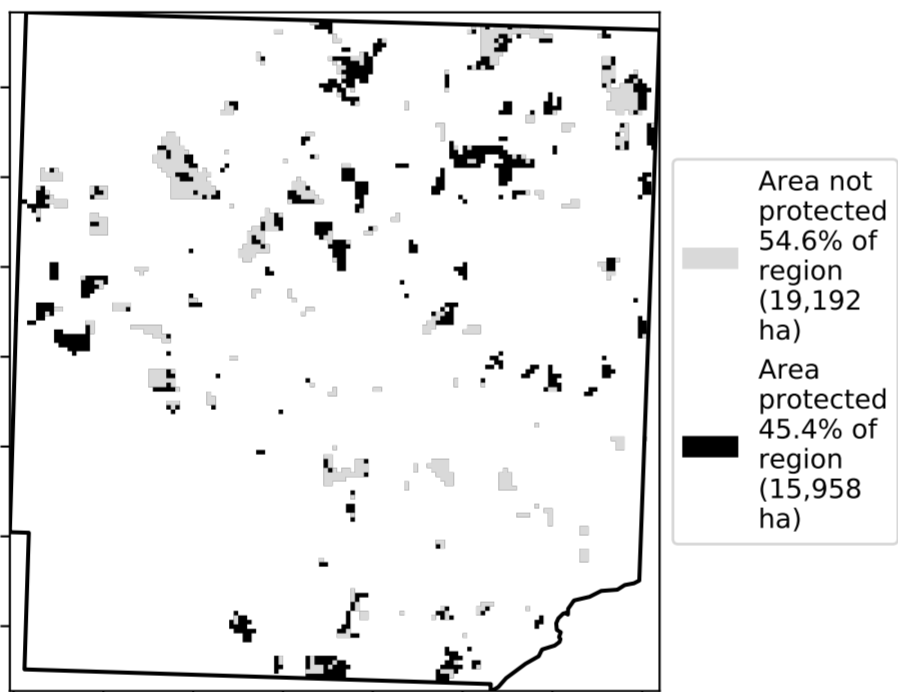 Area not
protected
54.6% of
region
(19,192
ha)
Area
protected
45.4% of
region
(15,958
ha)